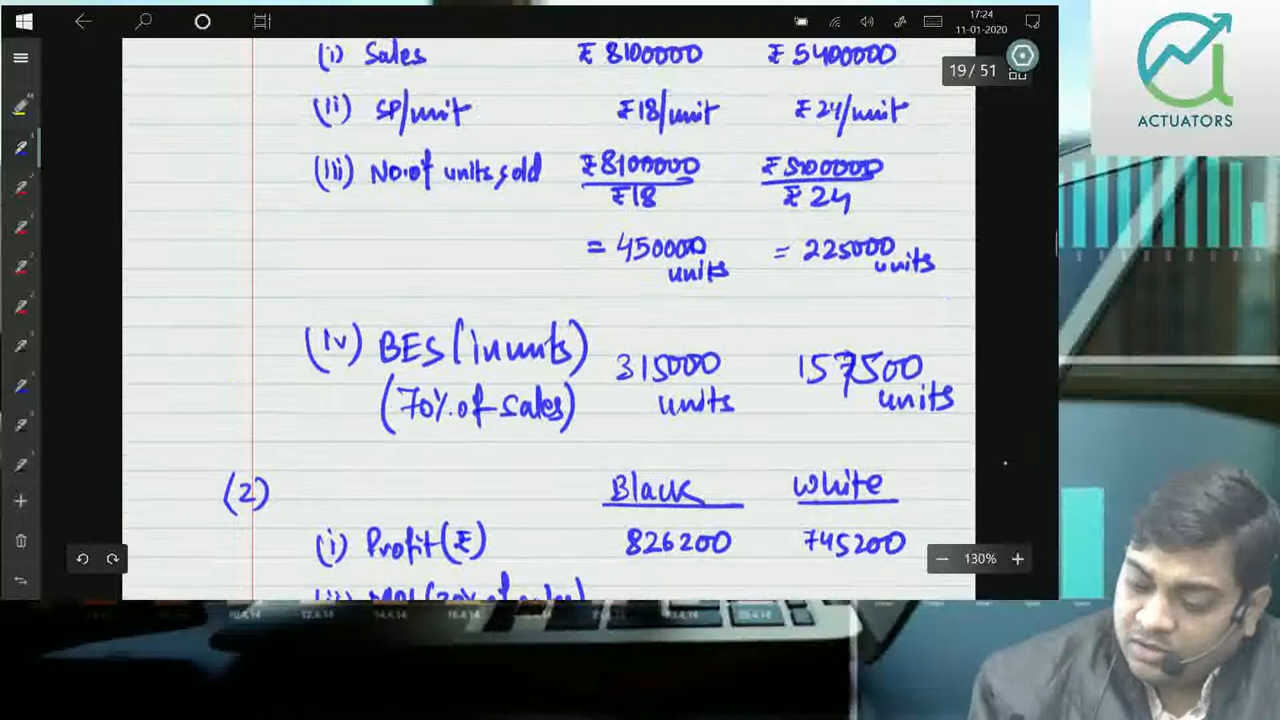 17:24
11-01-2020
19 / 51
ACTUATORS
(i) Sales ₹8100000 ₹5400000
(ii) SP/unit ₹18/unit ₹24/unit
(iii) No. of units sold ₹8100000 ₹5400000
₹18 ₹24
= 450000 units = 225000 units
(iv) BES (in units) 315000 157500
(70% of sales) units units
(2) Black White
(i) Profit (₹) 826200 745200
130%